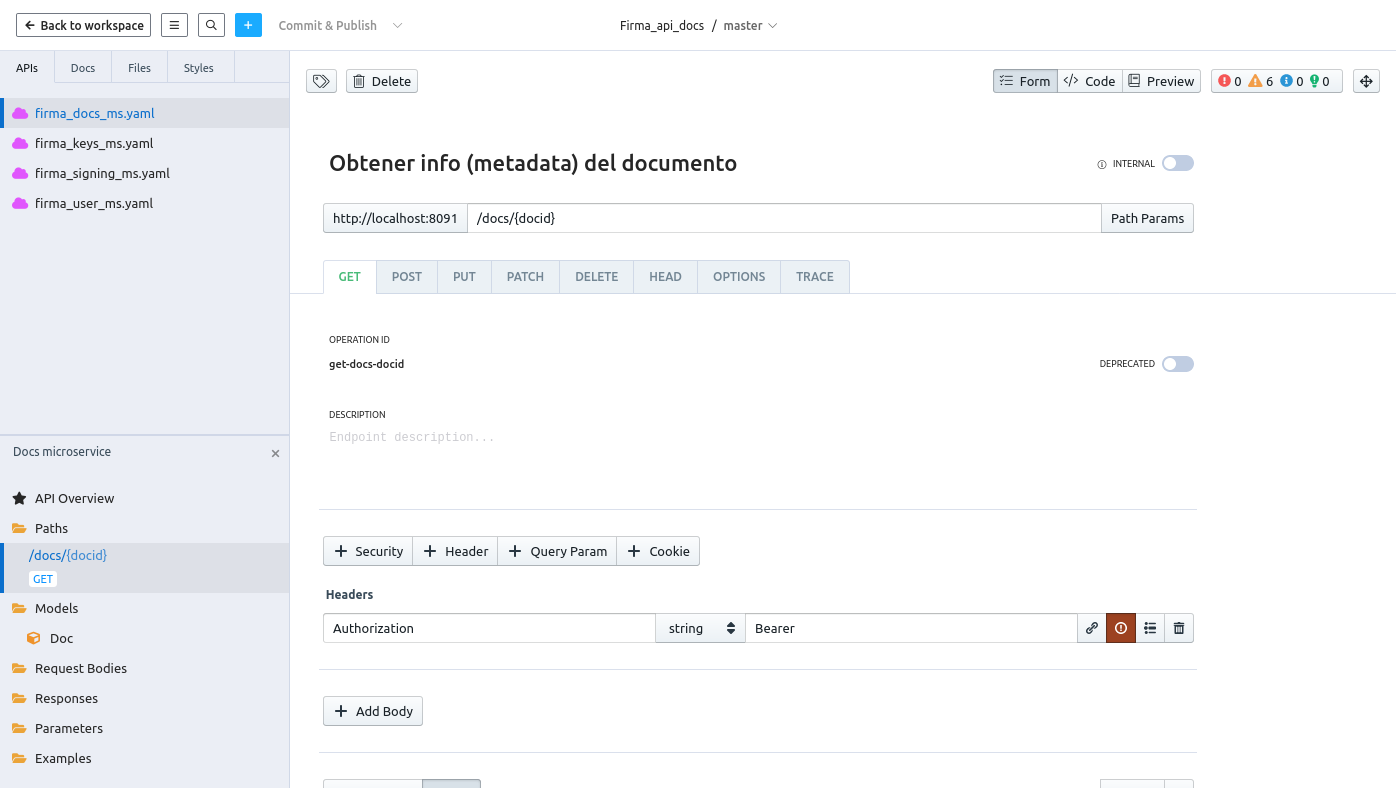 Back to workspace
Commit & Publish
Firma_api_docs / master
APIs Docs Files Styles
firma_docs_ms.yaml
firma_keys_ms.yaml
firma_signing_ms.yaml
firma_user_ms.yaml
Docs microservice
API Overview
Paths
/docs/{docid}
GET
Models
Doc
Request Bodies
Responses
Parameters
Examples
Delete
Form Code Preview 0 6 0 0
Obtener info (metadata) del documento
INTERNAL
http://localhost:8091 /docs/{docid} Path Params
GET POST PUT PATCH DELETE HEAD OPTIONS TRACE
OPERATION ID
get-docs-docid
DEPRECATED
DESCRIPTION
Endpoint description...
Security Header Query Param Cookie
Headers
Authorization string Bearer
Add Body